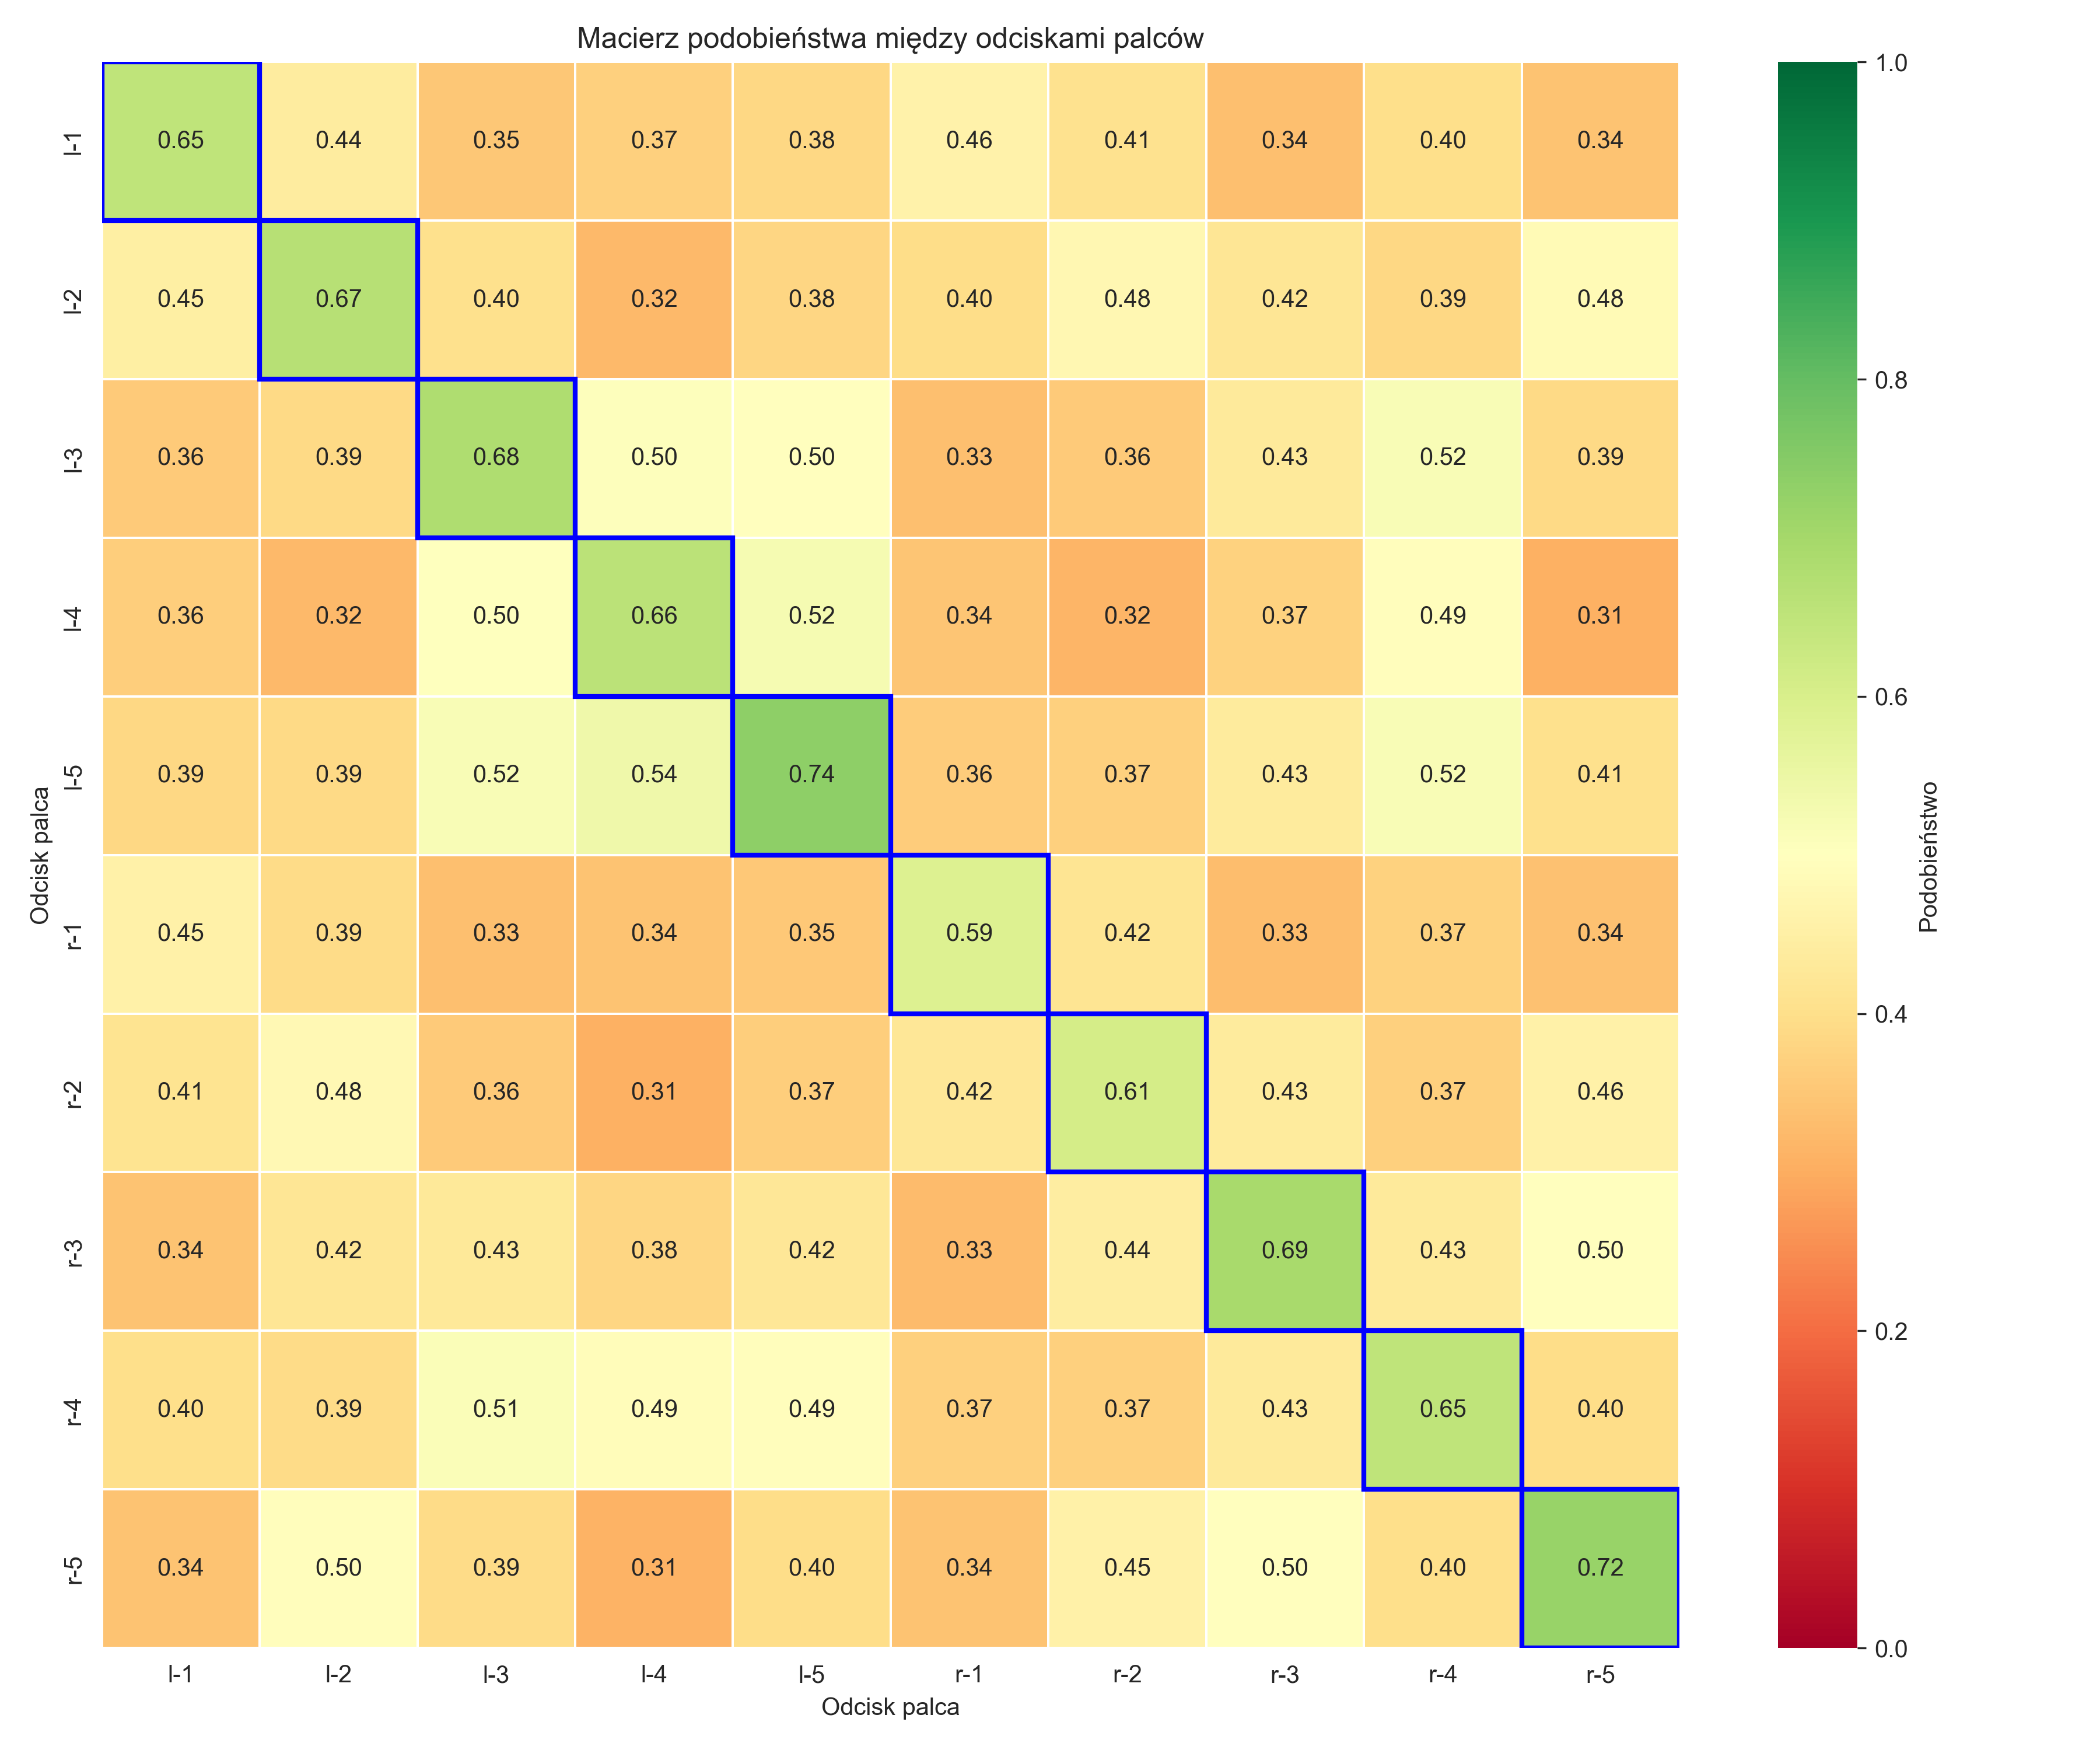 Macierz podobieństwa między odciskami palców
l-1 0.65 0.44 0.35 0.37 0.38 0.46 0.41 0.34 0.40 0.34
l-2 0.45 0.67 0.40 0.32 0.38 0.40 0.48 0.42 0.39 0.48
l-3 0.36 0.39 0.68 0.50 0.50 0.33 0.36 0.43 0.52 0.39
l-4 0.36 0.32 0.50 0.66 0.52 0.34 0.32 0.37 0.49 0.31
l-5 0.39 0.39 0.52 0.54 0.74 0.36 0.37 0.43 0.52 0.41
r-1 0.45 0.39 0.33 0.34 0.35 0.59 0.42 0.33 0.37 0.34
r-2 0.41 0.48 0.36 0.31 0.37 0.42 0.61 0.43 0.37 0.46
r-3 0.34 0.42 0.43 0.38 0.42 0.33 0.44 0.69 0.43 0.50
r-4 0.40 0.39 0.51 0.49 0.49 0.37 0.37 0.43 0.65 0.40
r-5 0.34 0.50 0.39 0.31 0.40 0.34 0.45 0.50 0.40 0.72
l-1 l-2 l-3 l-4 l-5 r-1 r-2 r-3 r-4 r-5
Odcisk palca
Odcisk palca
1.0
0.8
0.6
0.4
0.2
0.0
Podobieństwo